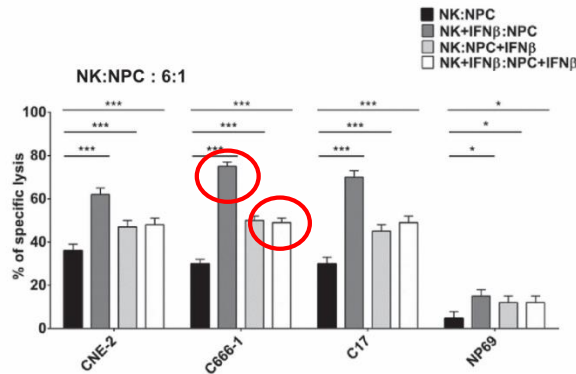 NK:NPC
NK+IFNβ:NPC
NK:NPC+IFNβ
NK+IFNβ:NPC+IFNβ
NK:NPC : 6:1
% of specific lysis
100
80
60
40
20
0
***
***
***
***
***
***
***
***
***
*
*
*
CNE-2
C666-1
C17
NP69